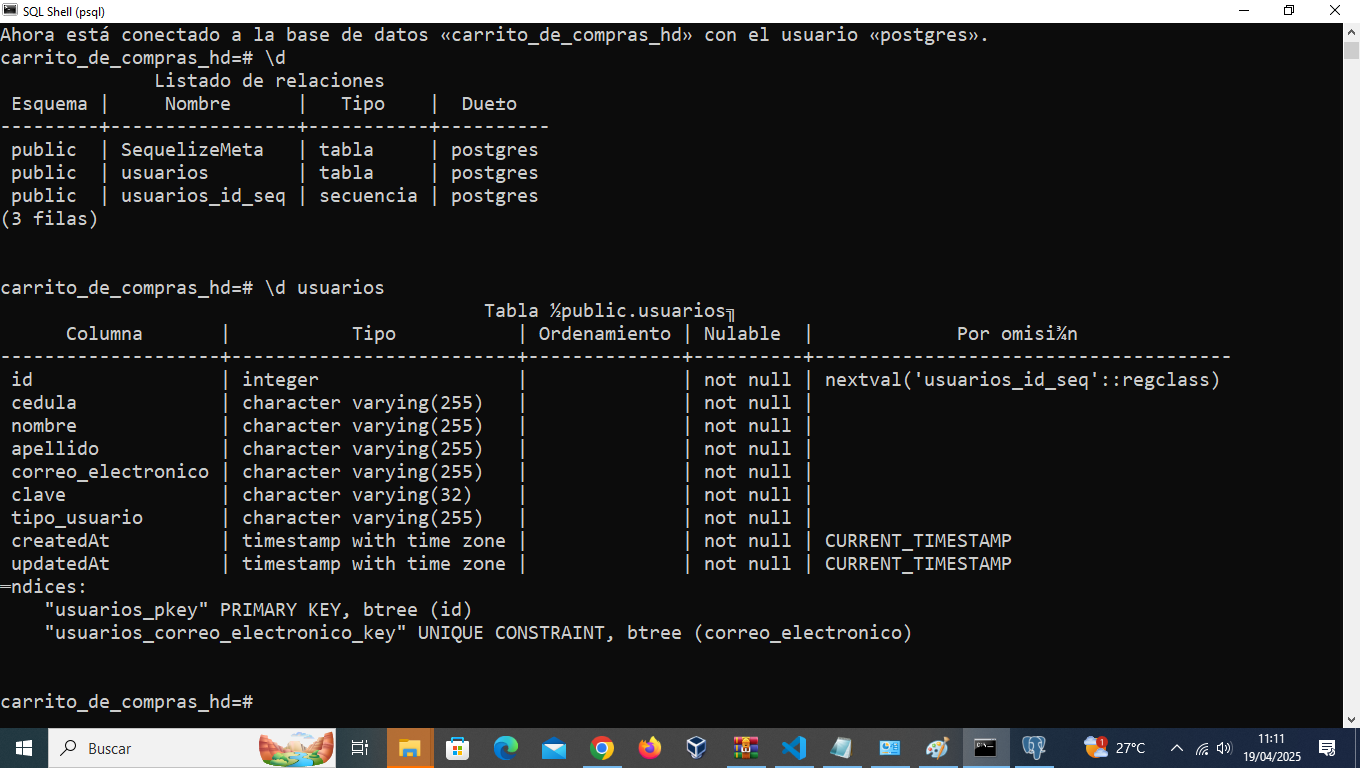 SQL Shell (psql)
Ahora está conectado a la base de datos «carrito_de_compras_hd» con el usuario «postgres».
carrito_de_compras_hd=# \d
              Listado de relaciones
 Esquema |     Nombre      |   Tipo    |  Due±o
---------+-----------------+-----------+----------
 public  | SequelizeMeta   | tabla     | postgres
 public  | usuarios        | tabla     | postgres
 public  | usuarios_id_seq | secuencia | postgres
(3 filas)
carrito_de_compras_hd=# \d usuarios
                                            Tabla ½public.usuarios╗
      Columna       |           Tipo           | Ordenamiento | Nulable  |             Por omisi¾n
--------------------+--------------------------+--------------+----------+--------------------------------------
 id                 | integer                  |              | not null | nextval('usuarios_id_seq'::regclass)
 cedula             | character varying(255)   |              | not null |
 nombre             | character varying(255)   |              | not null |
 apellido           | character varying(255)   |              | not null |
 correo_electronico | character varying(255)   |              | not null |
 clave              | character varying(32)    |              | not null |
 tipo_usuario       | character varying(255)   |              | not null |
 createdAt          | timestamp with time zone |              | not null | CURRENT_TIMESTAMP
 updatedAt          | timestamp with time zone |              | not null | CURRENT_TIMESTAMP
═ndices:
    "usuarios_pkey" PRIMARY KEY, btree (id)
    "usuarios_correo_electronico_key" UNIQUE CONSTRAINT, btree (correo_electronico)
carrito_de_compras_hd=#
Buscar
1
27°C
11:11
19/04/2025